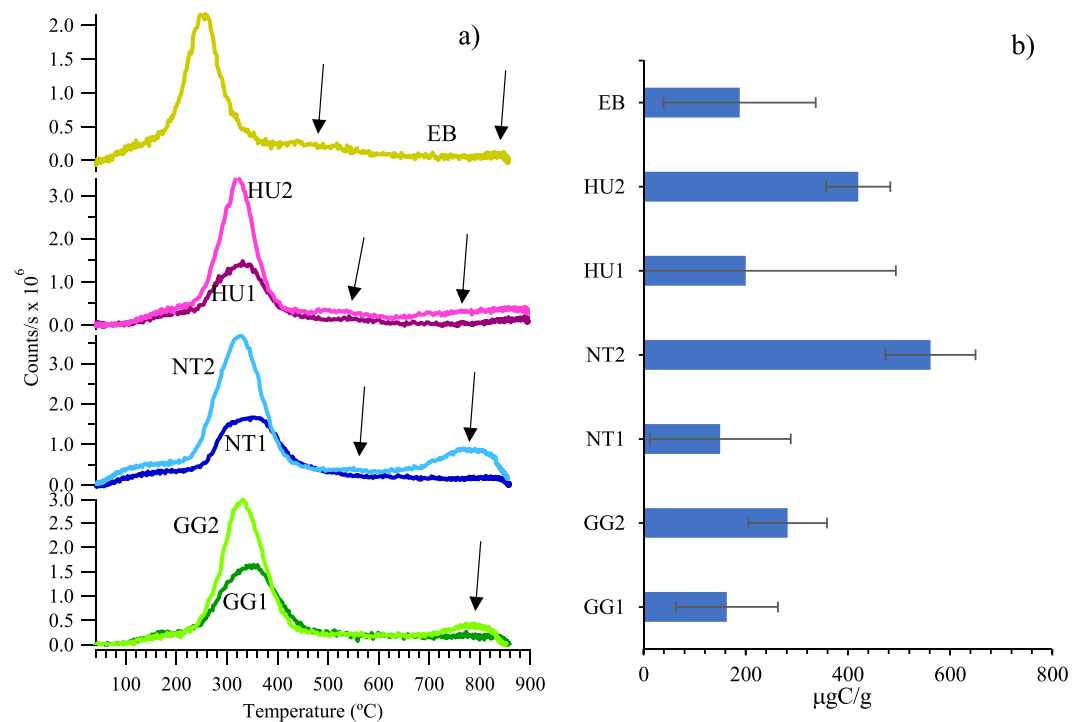 a)
2.0
1.5
1.0
0.5
0.0
EB
3.0
2.0
1.0
0.0
HU2
HU1
3.0
2.0
1.0
0.0
NT2
NT1
3.0
2.5
2.0
1.5
1.0
0.5
0.0
GG2
GG1
Counts/s x 10⁶
100 200 300 400 500 600 700 800 900
Temperature (ºC)
b)
EB
HU2
HU1
NT2
NT1
GG2
GG1
0 200 400 600 800
µgC/g